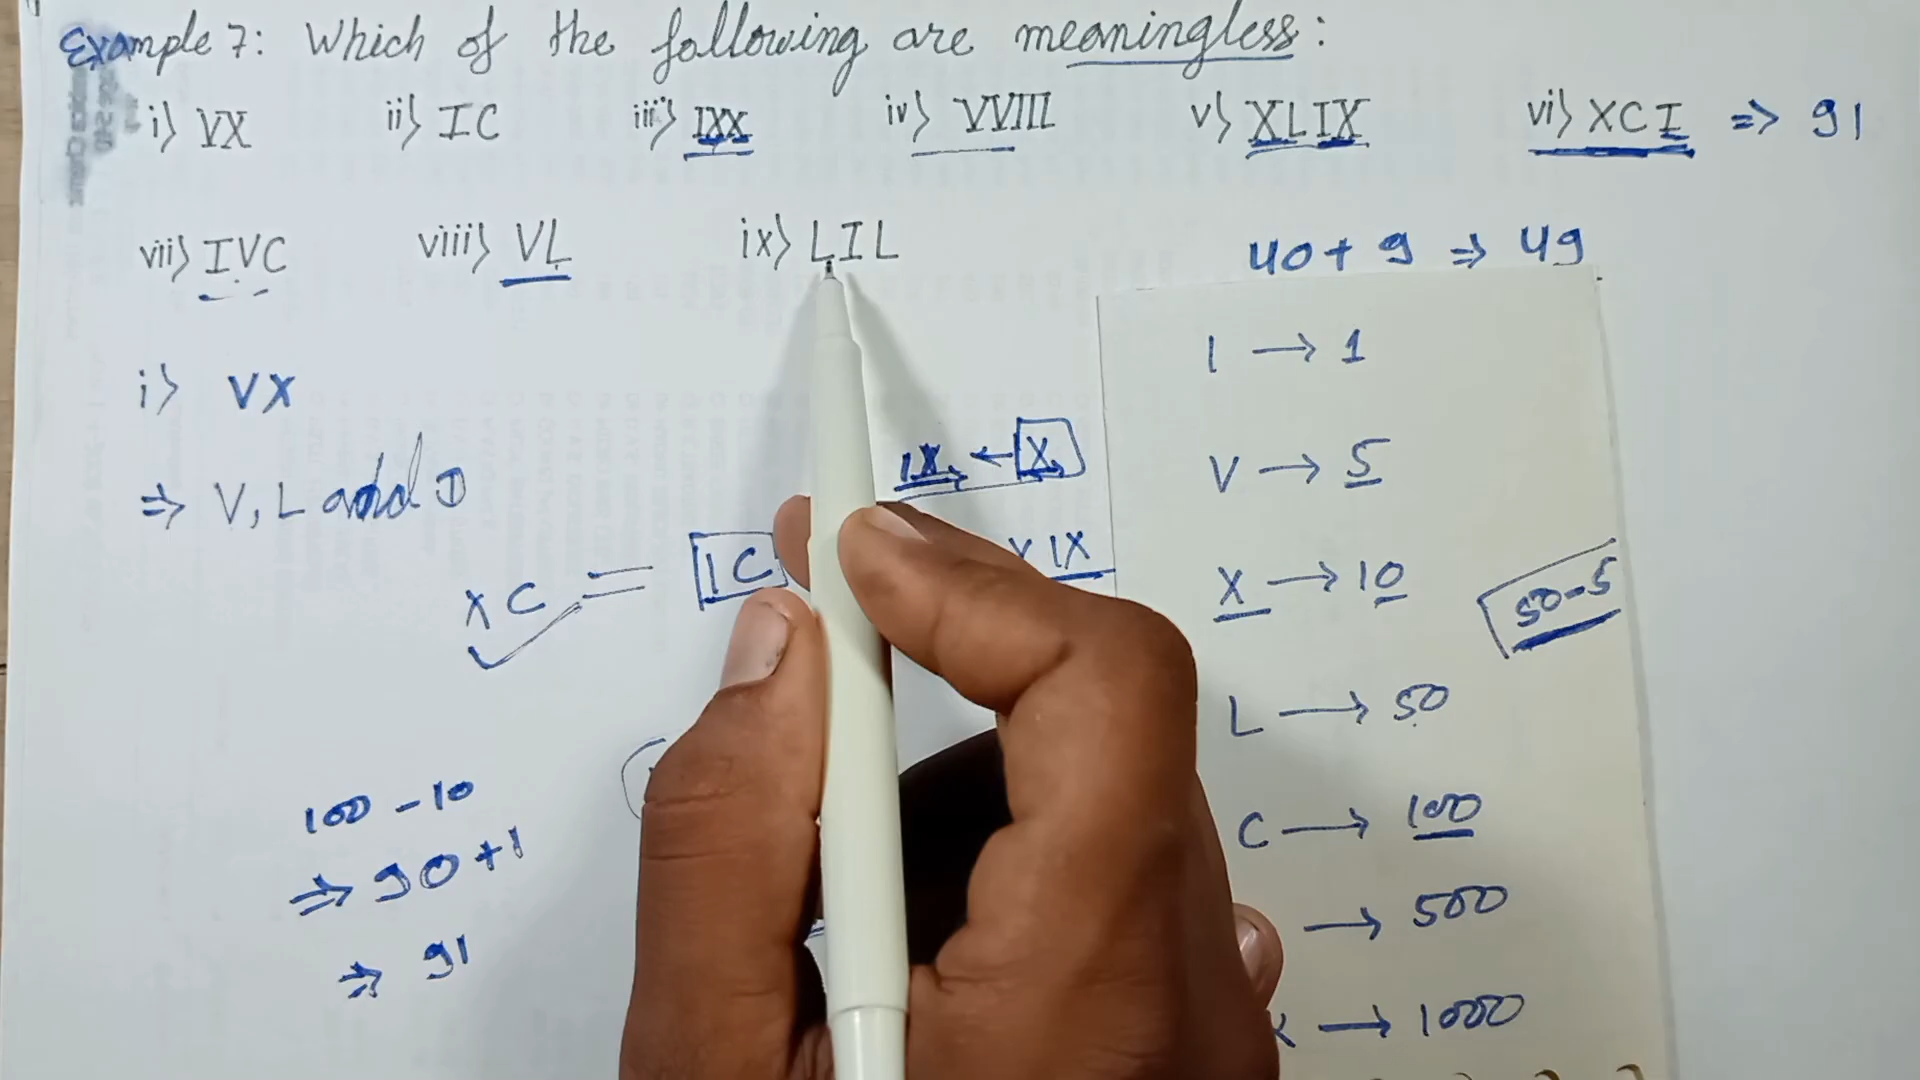 Example 7: Which of the following are meaningless:
i) VX ii) IC iii) IXX iv) VVIII v) XLIX vi) XCI => 91
vii) IVC viii) VL ix) LIL
40 + 9 => 49
i) VX
=> V, L and D
IX ← X
XC = IC
IX
100 - 10
=> 90 + 1
=> 91
I → 1
V → 5
X → 10
50-5
L → 50
C → 100
→ 500
→ 1000